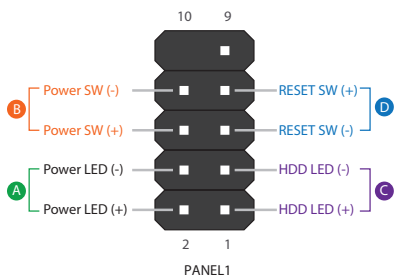 10 9
Power SW (-) RESET SW (+)
B D
Power SW (+) RESET SW (-)
Power LED (-) HDD LED (-)
A C
Power LED (+) HDD LED (+)
2 1
PANEL1